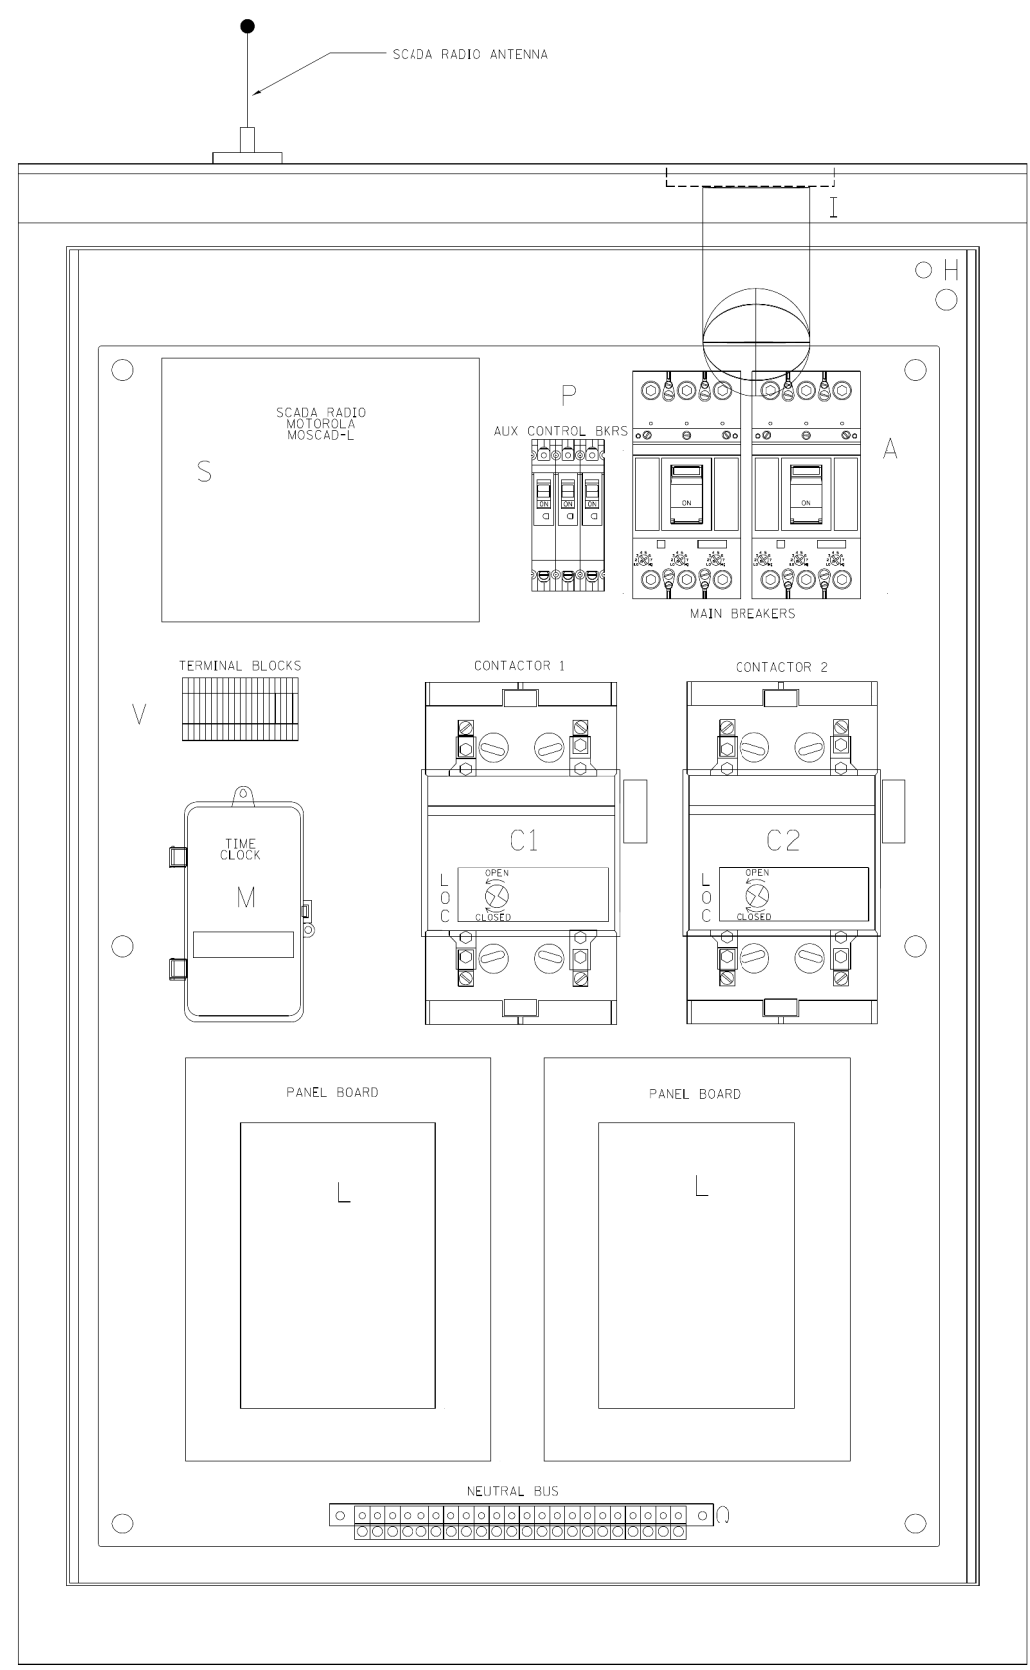 SCADA RADIO ANTENNA
I
H
SCADA RADIO
MOTOROLA
MOSCAD-L
S
P
AUX CONTROL BKRS
A
ON
ON
ON
ON
ON
MAIN BREAKERS
TERMINAL BLOCKS
CONTACTOR 1
CONTACTOR 2
V
TIME
CLOCK
M
C1
C2
L
O
C
OPEN
CLOSED
L
O
C
OPEN
CLOSED
PANEL BOARD
PANEL BOARD
L
L
NEUTRAL BUS